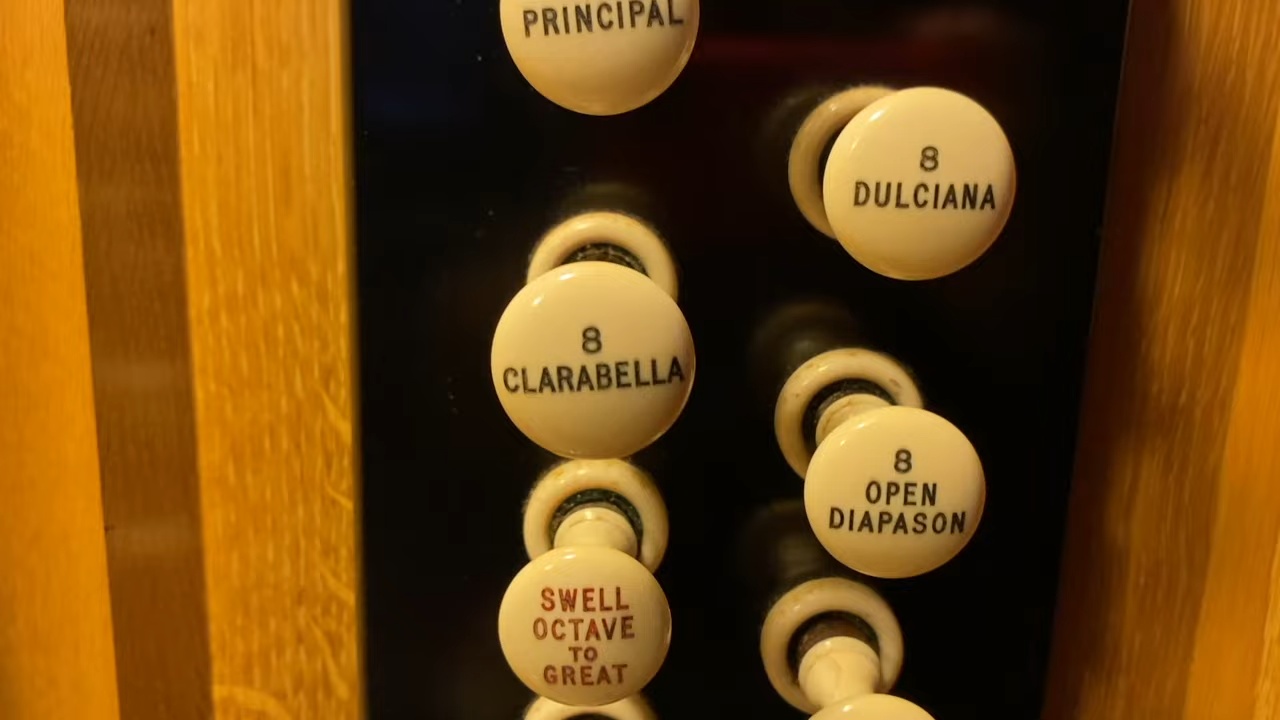 PRINCIPAL
8
DULCIANA
8
CLARABELLA
8
OPEN
DIAPASON
SWELL
OCTAVE
TO
GREAT